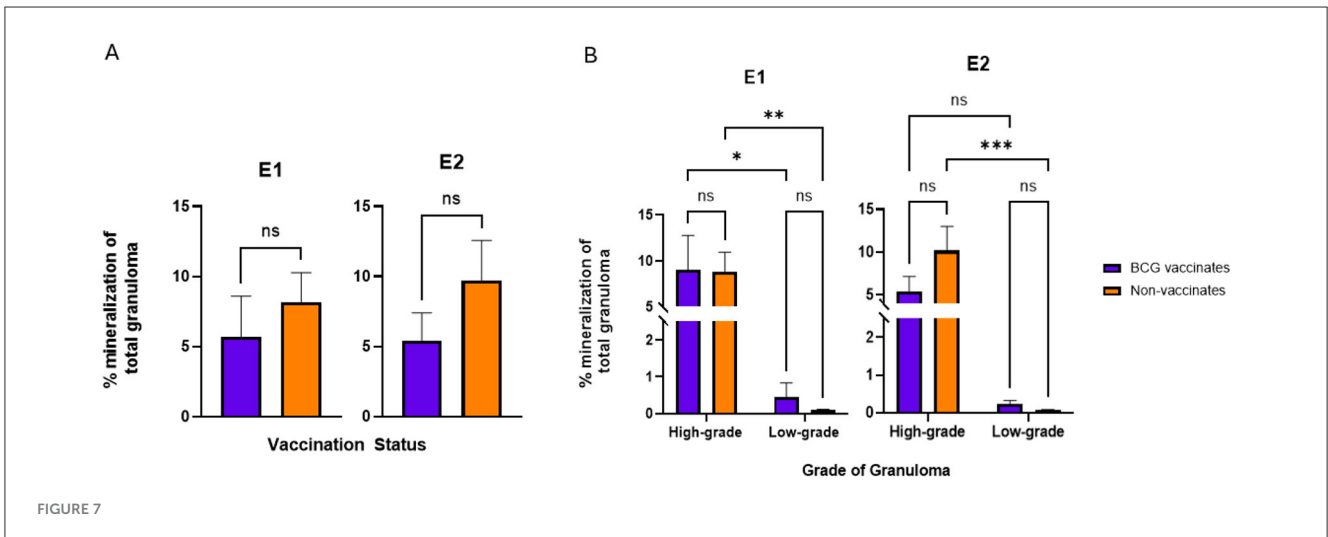 A
E1
E2
ns
ns
15
10
5
0
15
10
5
0
% mineralization of
total granuloma
Vaccination Status
B
E1
E2
**
*
ns
ns
ns
***
ns
ns
15
10
5
2
1
0
15
10
5
2
1
0
% mineralization of
total granuloma
High-grade
Low-grade
High-grade
Low-grade
Grade of Granuloma
BCG vaccinates
Non-vaccinates
FIGURE 7